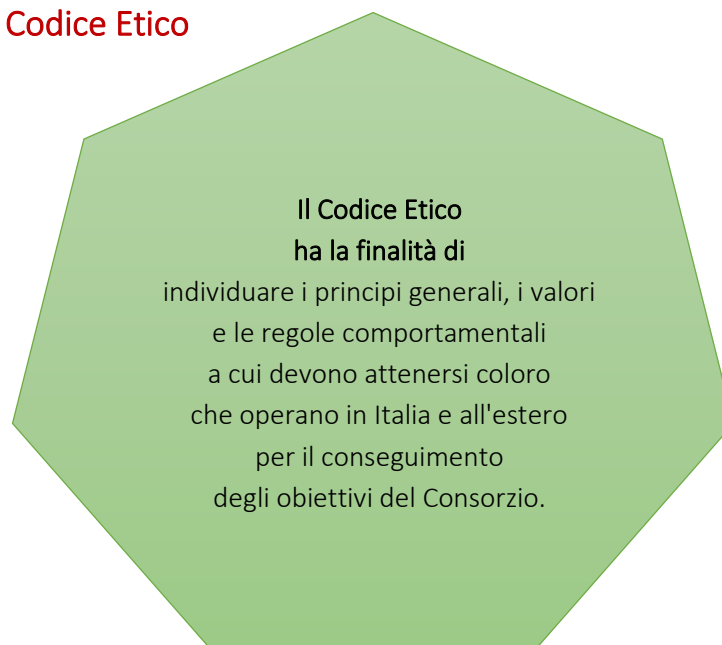 Codice Etico
Il Codice Etico
ha la finalità di
individuare i principi generali, i valori
e le regole comportamentali
a cui devono attenersi coloro
che operano in Italia e all'estero
per il conseguimento
degli obiettivi del Consorzio.